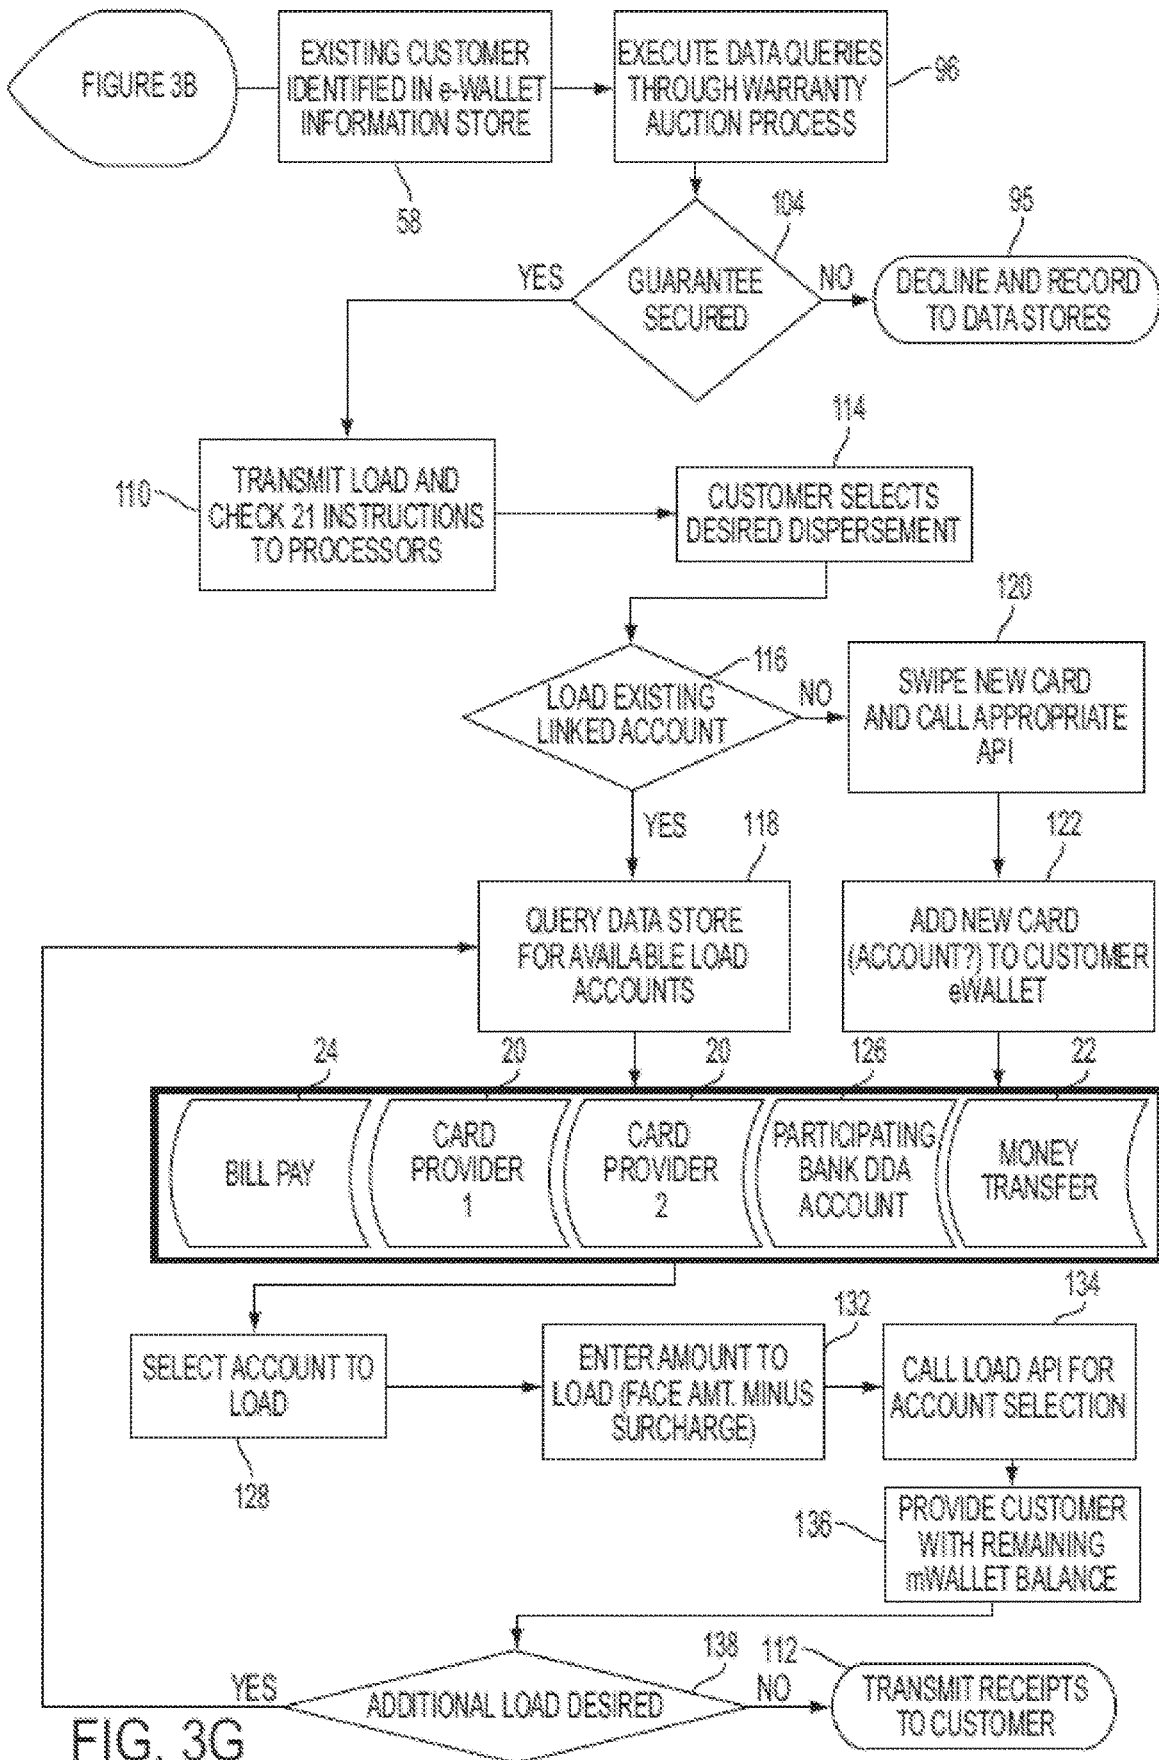 FIGURE 3B
EXISTING CUSTOMER
IDENTIFIED IN e-WALLET
INFORMATION STORE
58
EXECUTE DATA QUERIES
THROUGH WARRANTY
AUCTION PROCESS
96
104
GUARANTEE
SECURED
YES
NO
95
DECLINE AND RECORD
TO DATA STORES
110
TRANSMIT LOAD AND
CHECK 21 INSTRUCTIONS
TO PROCESSORS
114
CUSTOMER SELECTS
DESIRED DISPERSEMENT
116
LOAD EXISTING
LINKED ACCOUNT
NO
YES
120
SWIPE NEW CARD
AND CALL APPROPRIATE
API
118
QUERY DATA STORE
FOR AVAILABLE LOAD
ACCOUNTS
122
ADD NEW CARD
(ACCOUNT?) TO CUSTOMER
eWALLET
24
20
20
126
22
BILL PAY
CARD
PROVIDER
1
CARD
PROVIDER
2
PARTICIPATING
BANK DDA
ACCOUNT
MONEY
TRANSFER
SELECT ACCOUNT TO
LOAD
128
132
ENTER AMOUNT TO
LOAD (FACE AMT. MINUS
SURCHARGE)
134
CALL LOAD API FOR
ACCOUNT SELECTION
136
PROVIDE CUSTOMER
WITH REMAINING
mWALLET BALANCE
138
ADDITIONAL LOAD DESIRED
YES
NO
112
TRANSMIT RECEIPTS
TO CUSTOMER
FIG. 3G